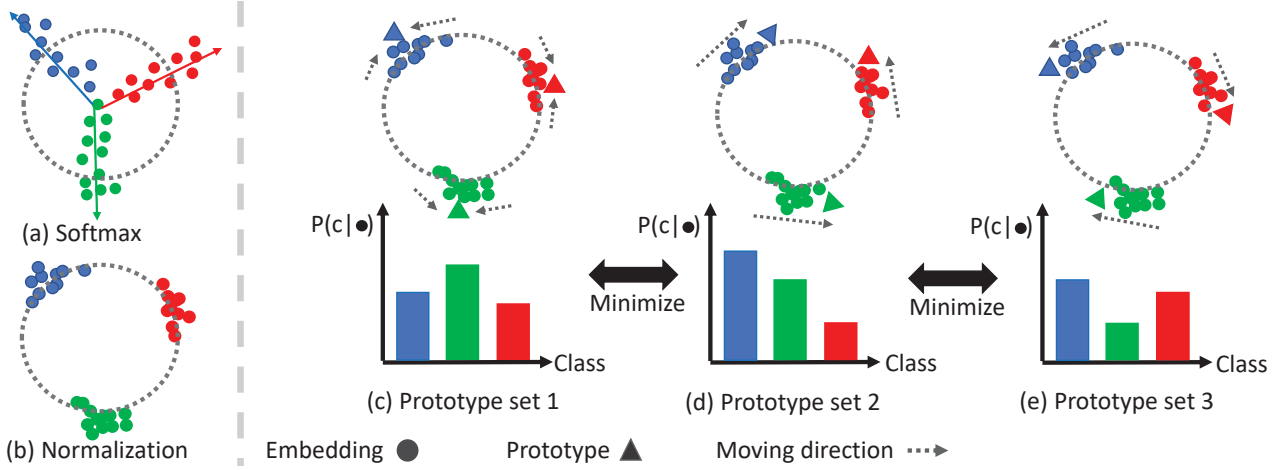 (a) Softmax
(b) Normalization
P(c|●)
Class
(c) Prototype set 1
Minimize
P(c|●)
Class
(d) Prototype set 2
Minimize
P(c|●)
Class
(e) Prototype set 3
Embedding
Prototype
Moving direction